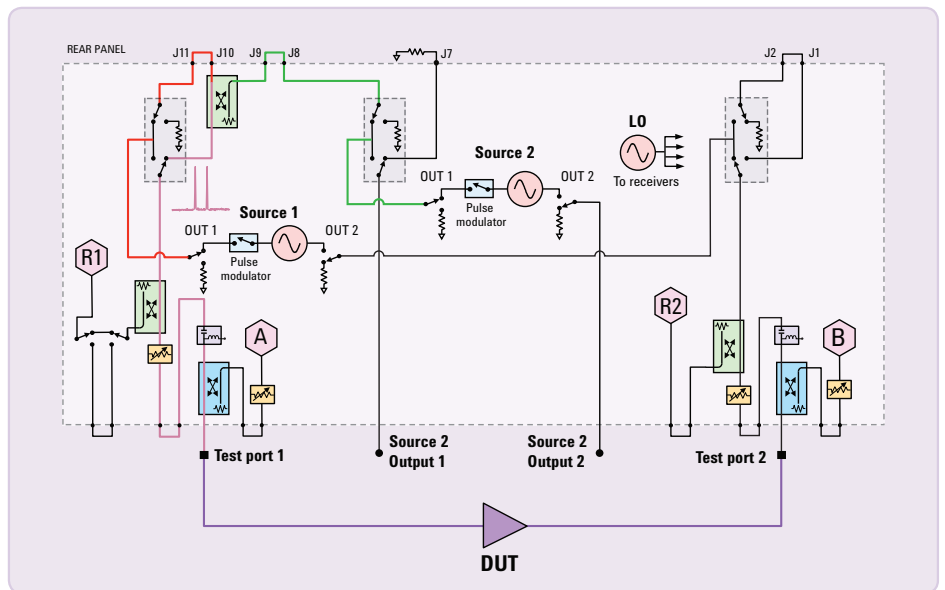 REAR PANEL
J11
J10
J9
J8
J7
J2
J1
LO
To receivers
Source 2
OUT 1
OUT 2
Pulse
modulator
Source 1
OUT 1
OUT 2
Pulse
modulator
R1
A
R2
B
Test port 1
Source 2
Output 1
Source 2
Output 2
Test port 2
DUT